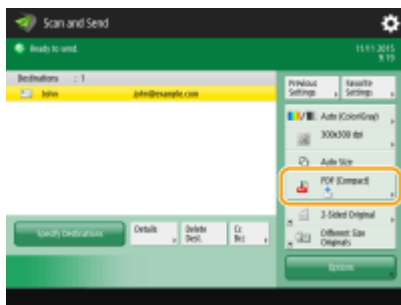 Scan and Send
Ready to send.
11/11 2015
9:19
Destinations : 1
John john@example.com
Previous Settings
Favorite Settings
Auto (Color/Gray)
300x300 dpi
Auto Size
PDF (Compact)
2-Sided Original
Different Size Originals
Specify Destinations
Details
Delete Dest.
Cc Bcc
Options